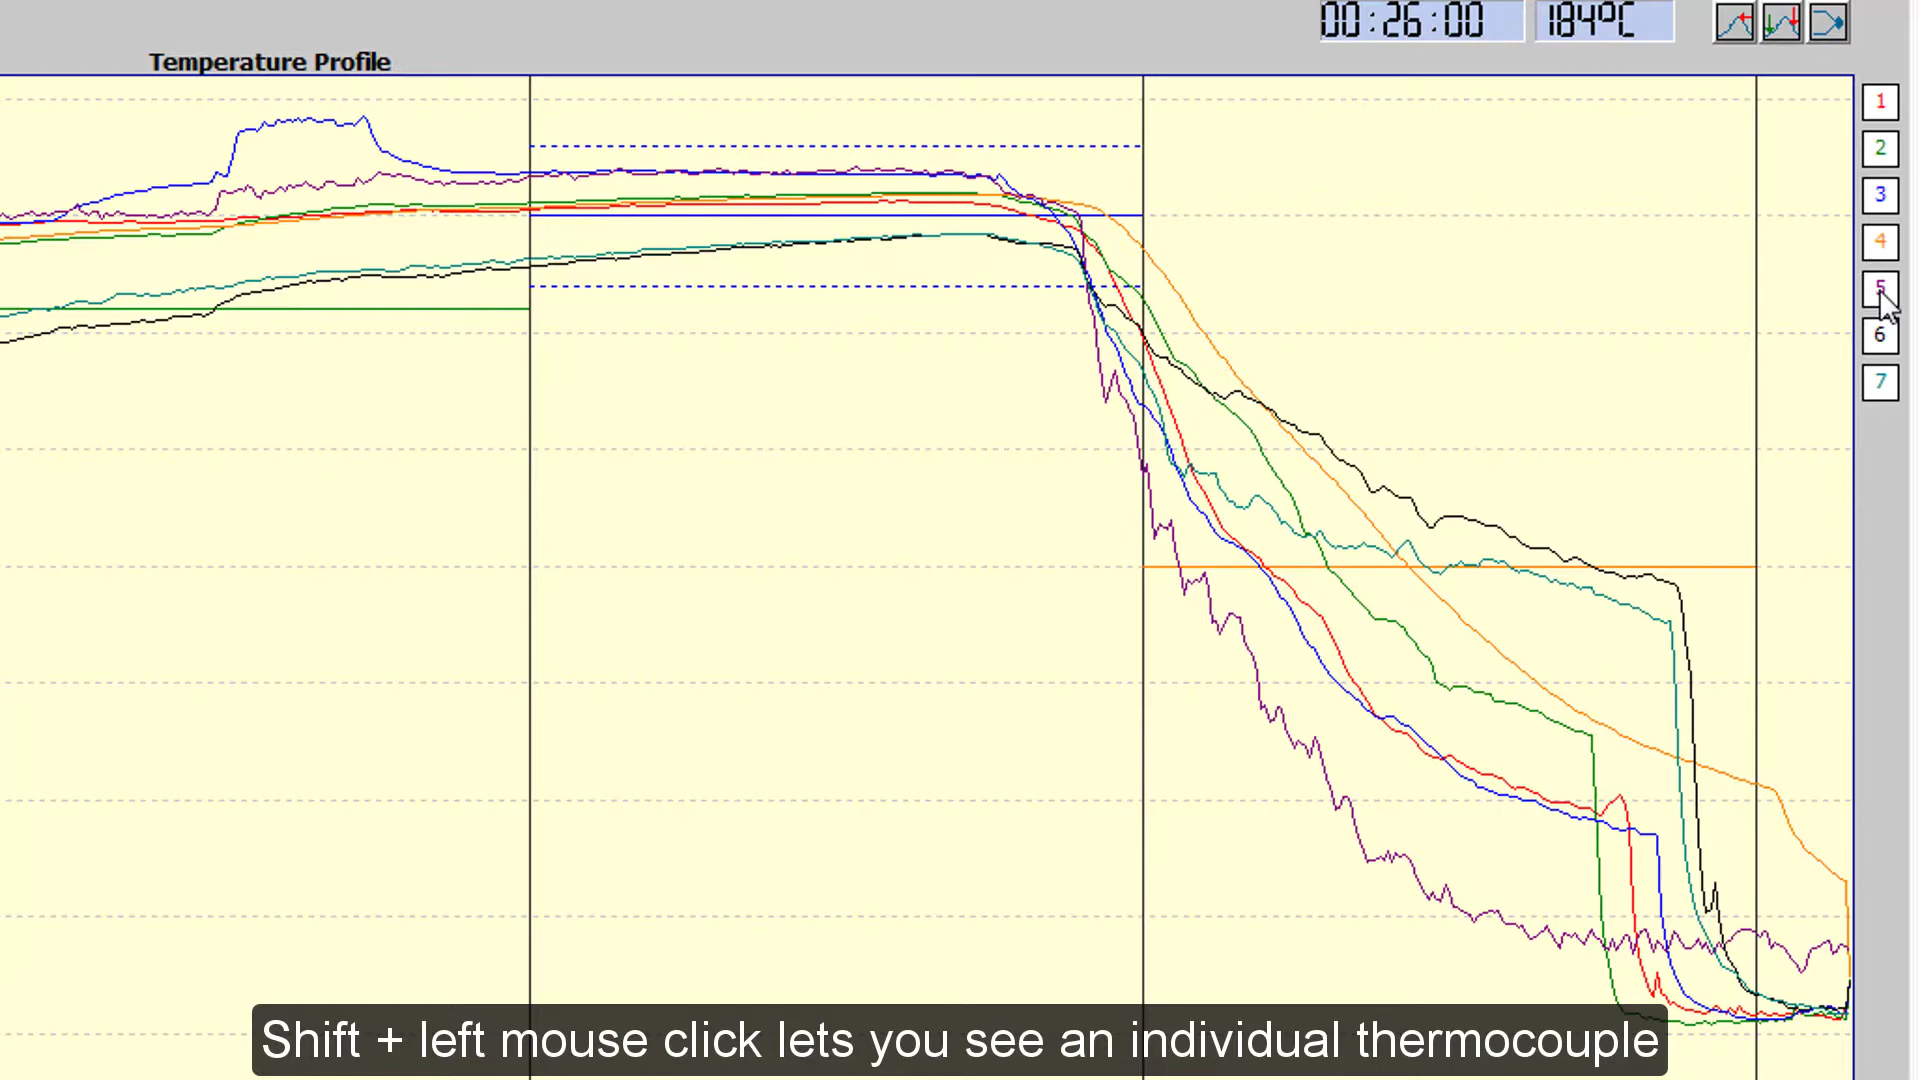 00:26:00 184ºC
Temperature Profile
1
2
3
4
5
6
7
Shift + left mouse click lets you see an individual thermocouple